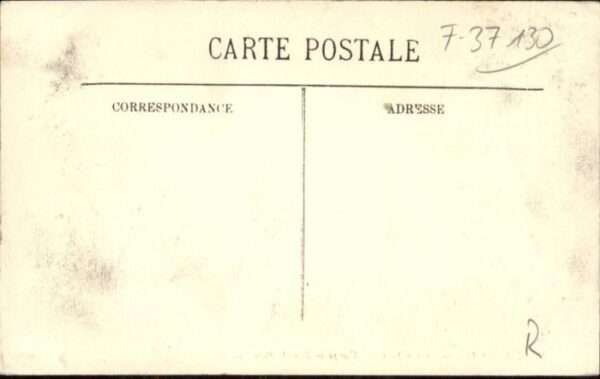 7-37 130
CARTE POSTALE
CORRESPONDANCE
ADRESSE
R